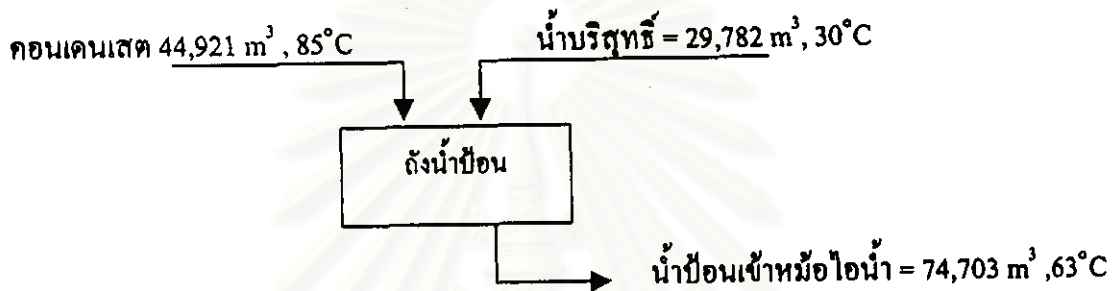 คอนเดนเสต 44,921 m³ , 85°C
น้ำบริสุทธิ์ = 29,782 m³, 30°C
ถังน้ำป้อน
น้ำป้อนเข้าหม้อไอน้ำ = 74,703 m³ ,63°C